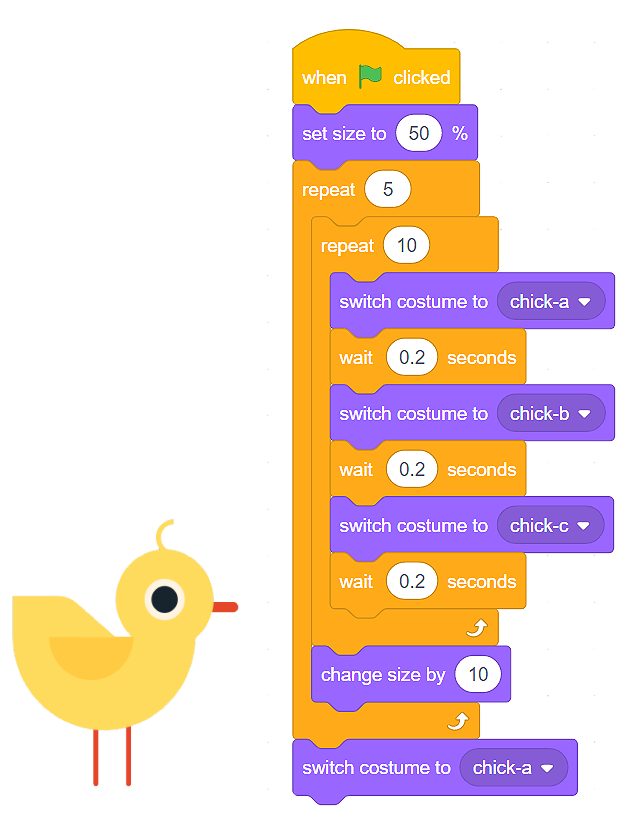 when clicked
set size to 50 %
repeat 5
repeat 10
switch costume to chick-a
wait 0.2 seconds
switch costume to chick-b
wait 0.2 seconds
switch costume to chick-c
wait 0.2 seconds
change size by 10
switch costume to chick-a